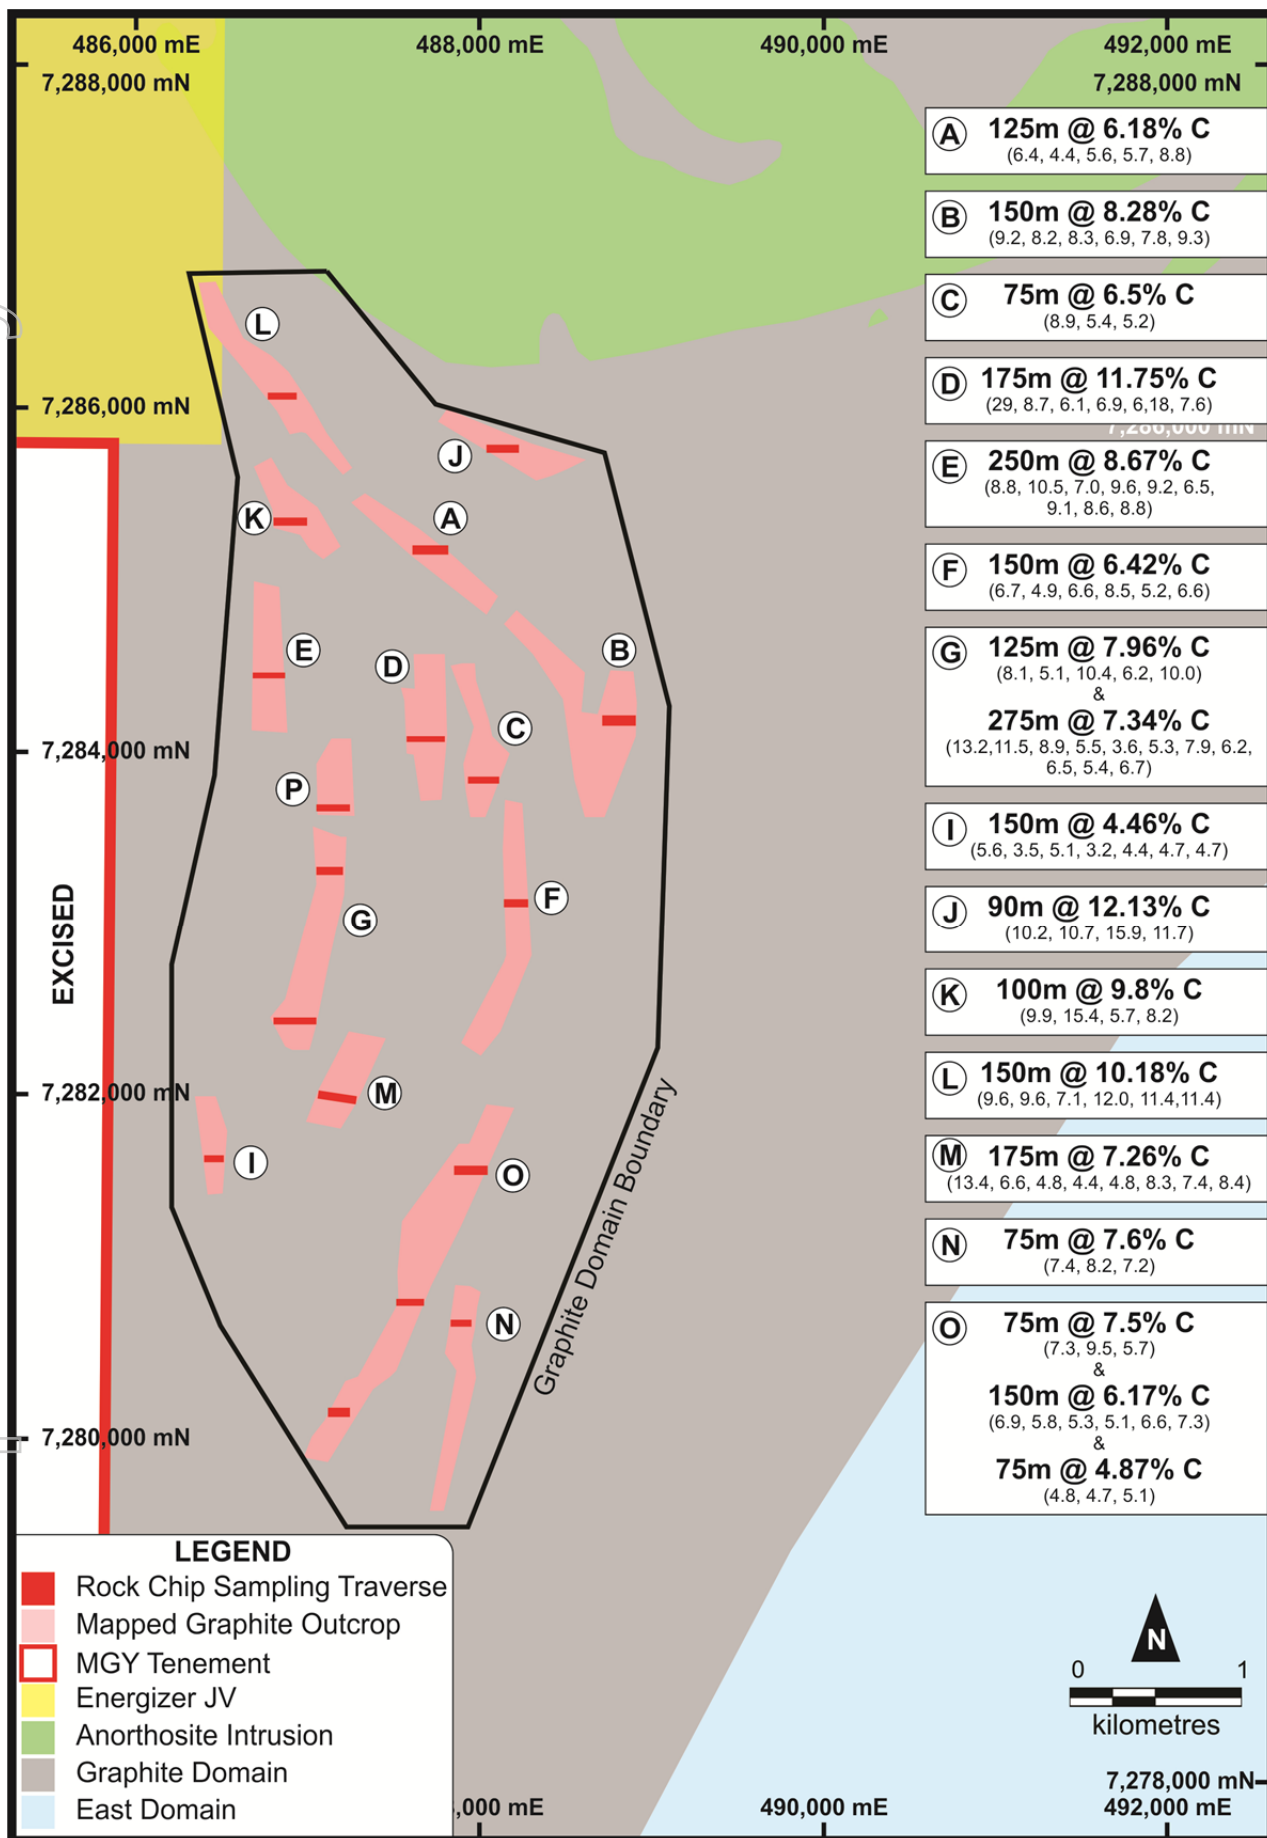 486,000 mE
488,000 mE
490,000 mE
492,000 mE
7,288,000 mN
7,288,000 mN
A 125m @ 6.18% C
(6.4, 4.4, 5.6, 5.7, 8.8)
B 150m @ 8.28% C
(9.2, 8.2, 8.3, 6.9, 7.8, 9.3)
C 75m @ 6.5% C
(8.9, 5.4, 5.2)
D 175m @ 11.75% C
(29, 8.7, 6.1, 6.9, 6,18, 7.6)
7,286,000 mN
E 250m @ 8.67% C
(8.8, 10.5, 7.0, 9.6, 9.2, 6.5,
9.1, 8.6, 8.8)
F 150m @ 6.42% C
(6.7, 4.9, 6.6, 8.5, 5.2, 6.6)
G 125m @ 7.96% C
(8.1, 5.1, 10.4, 6.2, 10.0)
&
275m @ 7.34% C
(13.2,11.5, 8.9, 5.5, 3.6, 5.3, 7.9, 6.2,
6.5, 5.4, 6.7)
I 150m @ 4.46% C
(5.6, 3.5, 5.1, 3.2, 4.4, 4.7, 4.7)
J 90m @ 12.13% C
(10.2, 10.7, 15.9, 11.7)
K 100m @ 9.8% C
(9.9, 15.4, 5.7, 8.2)
L 150m @ 10.18% C
(9.6, 9.6, 7.1, 12.0, 11.4,11.4)
M 175m @ 7.26% C
(13.4, 6.6, 4.8, 4.4, 4.8, 8.3, 7.4, 8.4)
N 75m @ 7.6% C
(7.4, 8.2, 7.2)
O 75m @ 7.5% C
(7.3, 9.5, 5.7)
&
150m @ 6.17% C
(6.9, 5.8, 5.3, 5.1, 6.6, 7.3)
&
75m @ 4.87% C
(4.8, 4.7, 5.1)
L
7,286,000 mN
J
K
A
E
D
B
C
7,284,000 mN
P
F
G
EXCISED
7,282,000 mN
M
I
O
N
Graphite Domain Boundary
7,280,000 mN
LEGEND
Rock Chip Sampling Traverse
Mapped Graphite Outcrop
MGY Tenement
Energizer JV
Anorthosite Intrusion
Graphite Domain
East Domain
N
0 1
kilometres
7,278,000 mN
,000 mE
490,000 mE
492,000 mE